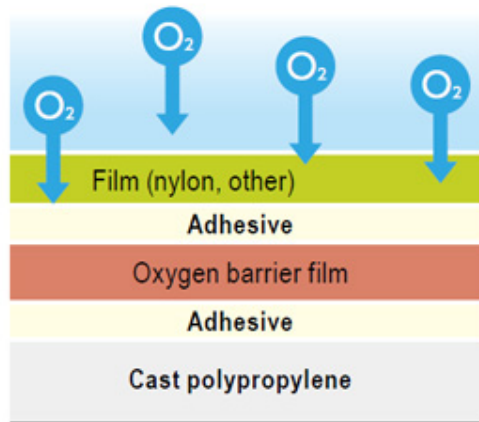 O₂
O₂
O₂
O₂
Film (nylon, other)
Adhesive
Oxygen barrier film
Adhesive
Cast polypropylene